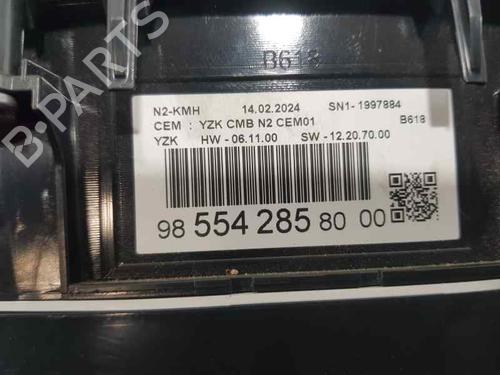 B618
N2-KMH 14.02.2024 SN1- 1997884
CEM : YZK CMB N2 CEM01 B618
YZK HW - 06.11.00 SW - 12.20.70.00
98 554 285 80 00
B-PARTS